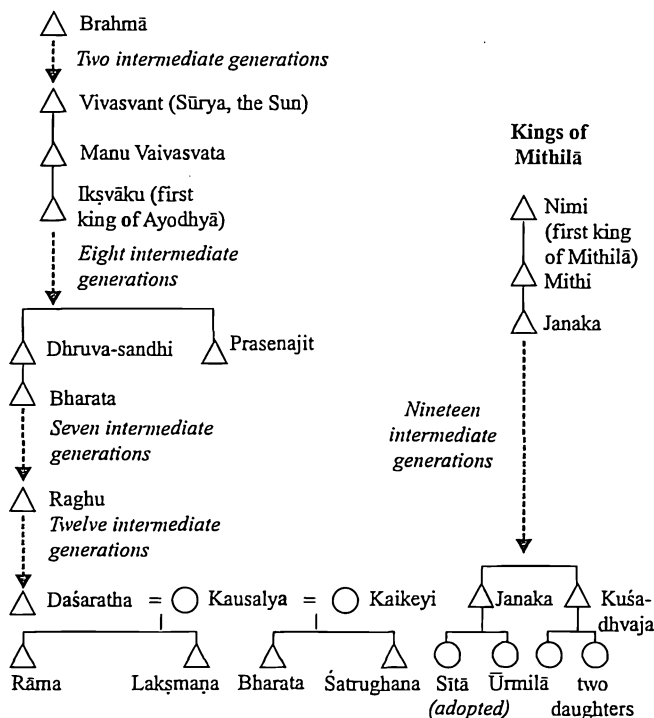 Brahmā
Two intermediate generations
Vivasvant (Sūrya, the Sun)
Manu Vaivasvata
Ikṣvāku (first
king of Ayodhyā)
Eight intermediate
generations
Dhruva-sandhi
Prasenajit
Bharata
Seven intermediate
generations
Raghu
Twelve intermediate
generations
Daśaratha = Kausalya = Kaikeyi
Rāma
Lakṣmaṇa
Bharata
Śatrughana
Kings of
Mithilā
Nimi
(first king
of Mithilā)
Mithi
Janaka
Nineteen
intermediate
generations
Janaka
Kuśa-
dhvaja
Sītā
(adopted)
Ūrmilā
two
daughters